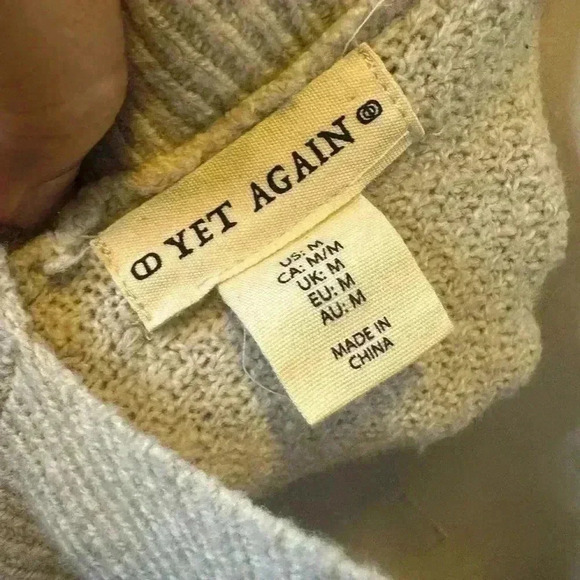 YET AGAIN
US: M
CA: M/M
UK: M
EU: M
AU: M
MADE IN
CHINA